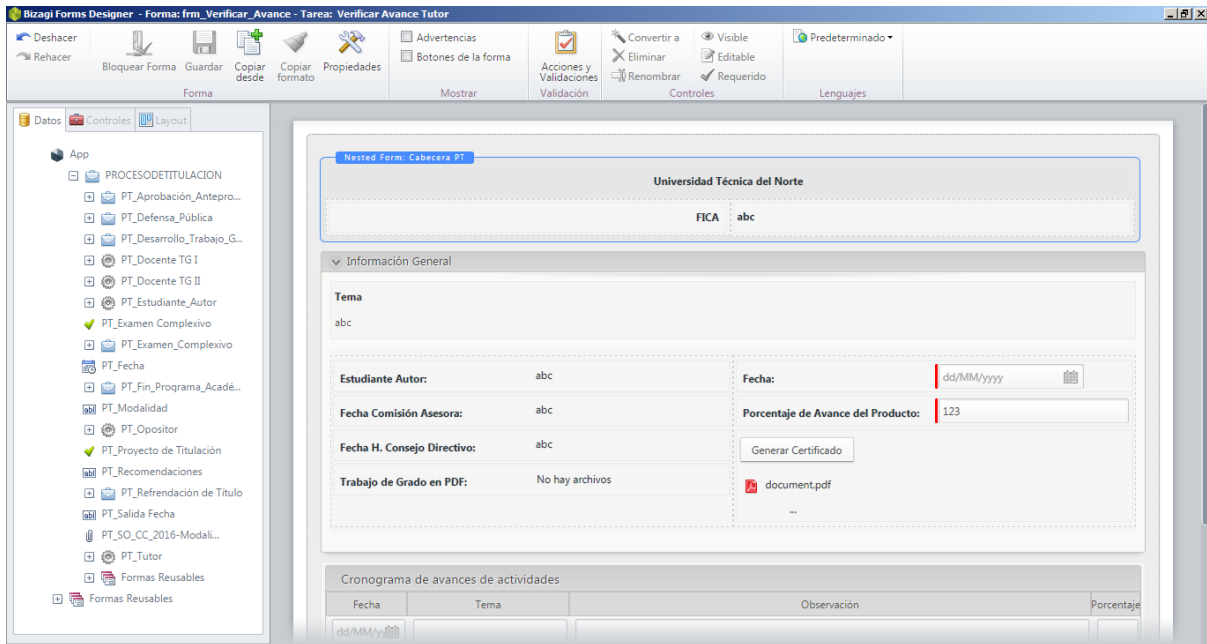 Bizagi Forms Designer - Forma: frm_Verificar_Avance - Tarea: Verificar Avance Tutor
Deshacer
Rehacer
Bloquear Forma
Guardar
Copiar desde
Copiar formato
Propiedades
Forma
Advertencias
Botones de la forma
Mostrar
Acciones y Validaciones
Validación
Convertir a
Eliminar
Renombrar
Visible
Editable
Requerido
Controles
Predeterminado
Lenguajes
Datos
Controles
Layout
App
PROCESODETITULACION
PT_Aprobación_Antepro...
PT_Defensa_Pública
PT_Desarrollo_Trabajo_G...
PT_Docente TG I
PT_Docente TG II
PT_Estudiante_Autor
PT_Examen Complexivo
PT_Examen_Complexivo
PT_Fecha
PT_Fin_Programa_Acadé...
PT_Modalidad
PT_Opositor
PT_Proyecto de Titulación
PT_Recomendaciones
PT_Refrendación de Título
PT_Salida Fecha
PT_SO_CC_2016-Modali...
PT_Tutor
Formas Reusables
Formas Reusables
Nested Form: Cabecera PT
Universidad Técnica del Norte
FICA abc
Información General
Tema
abc
Estudiante Autor: abc
Fecha: dd/MM/yyyy
Fecha Comisión Asesora: abc
Porcentaje de Avance del Producto: 123
Fecha H. Consejo Directivo: abc
Generar Certificado
Trabajo de Grado en PDF: No hay archivos
document.pdf
...
Cronograma de avances de actividades
Fecha Tema Observación Porcentaje
dd/MM/yy